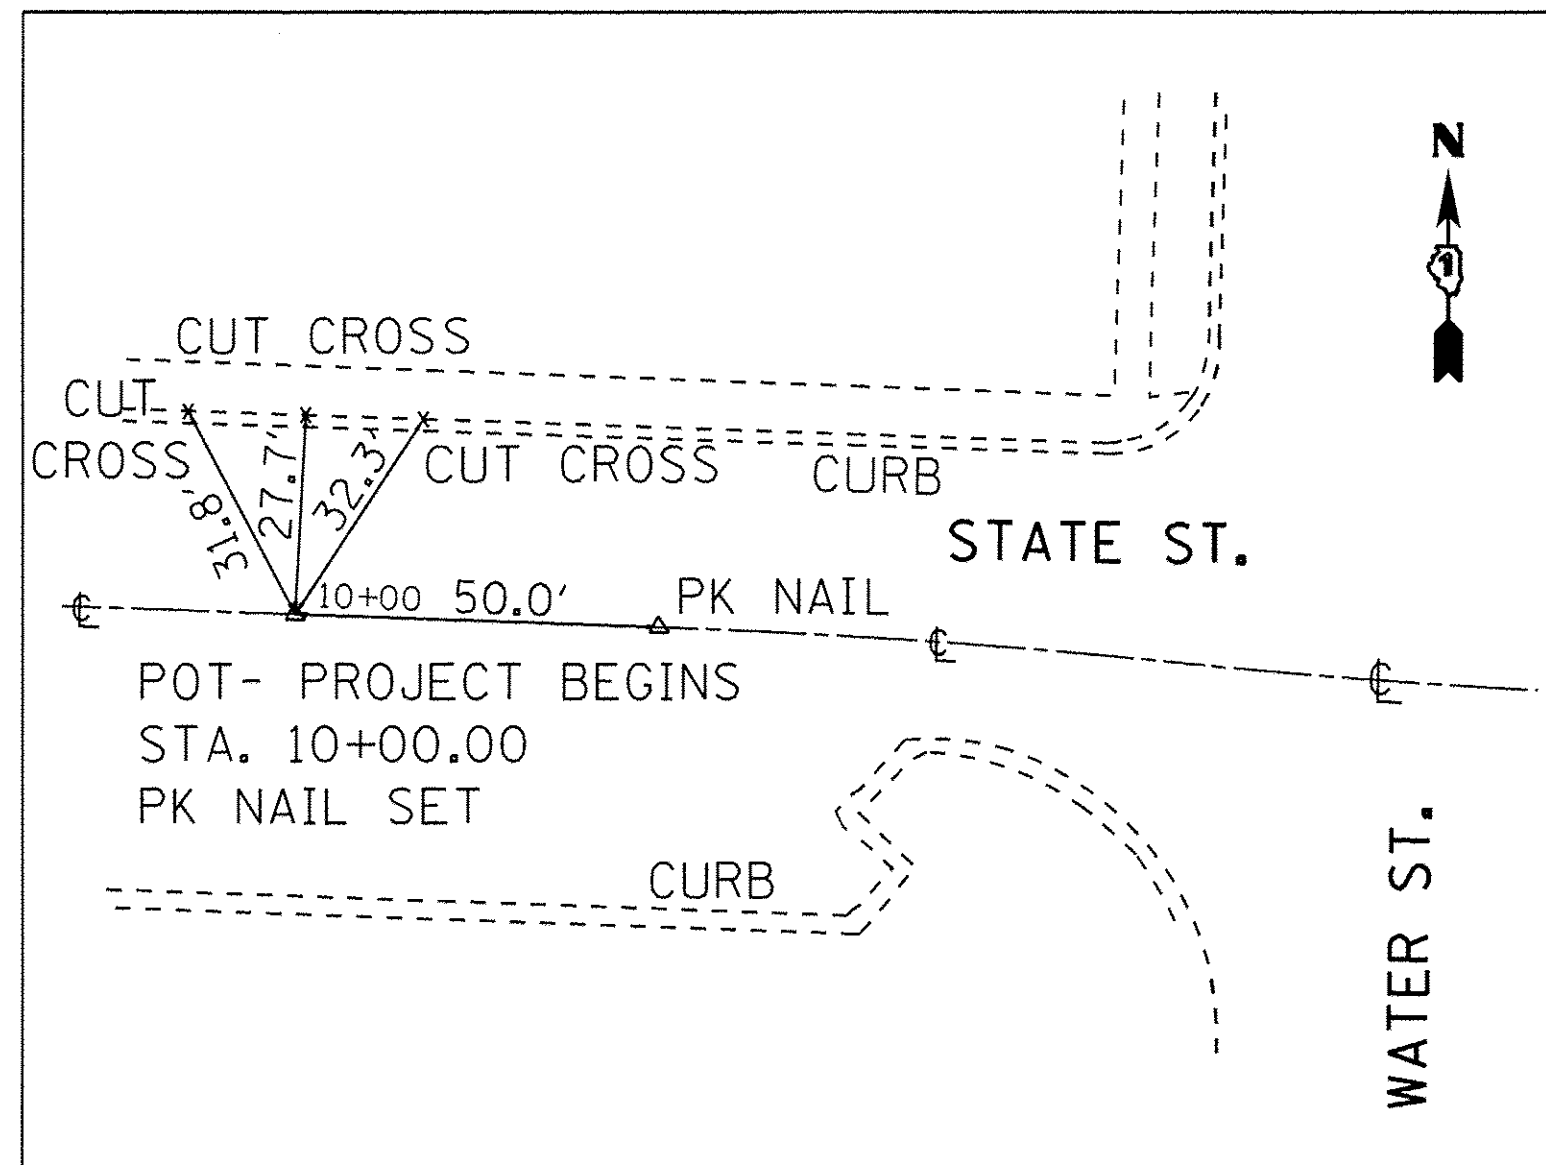 N
1
CUT CROSS
CUT
CROSS
CUT CROSS
CURB
31.8'
27.7'
32.3'
STATE ST.
10+00
50.0'
PK NAIL
℄
℄
℄
POT- PROJECT BEGINS
STA. 10+00.00
PK NAIL SET
CURB
WATER ST.